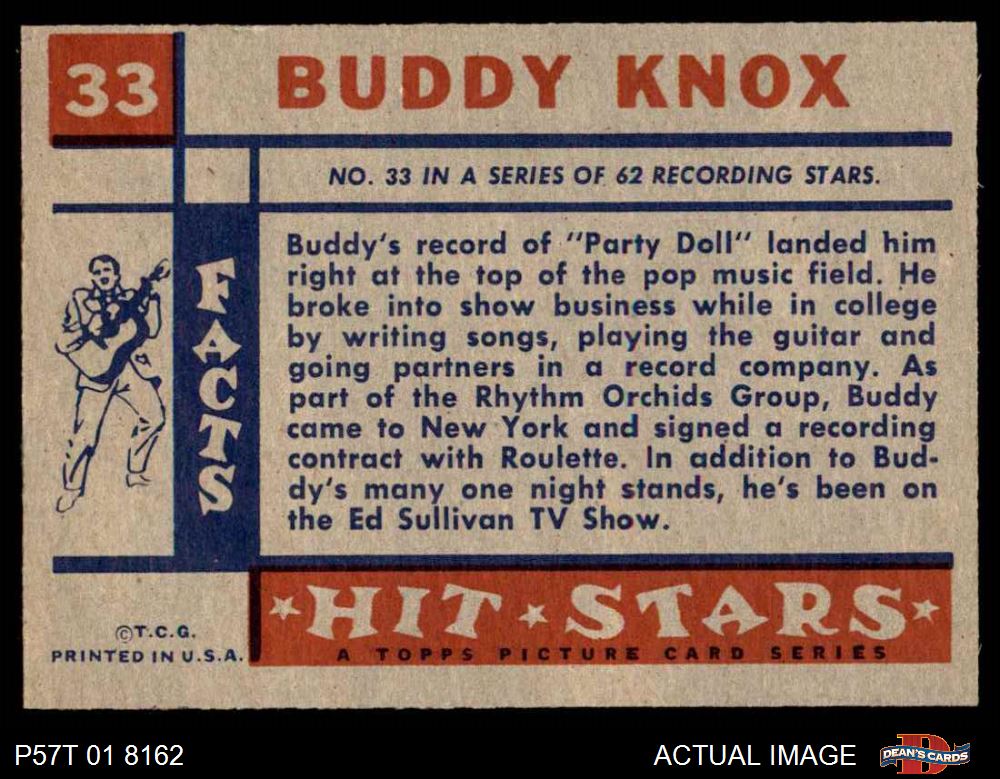 33
BUDDY KNOX
NO. 33 IN A SERIES OF 62 RECORDING STARS.
FACTS
Buddy's record of "Party Doll" landed him
right at the top of the pop music field. He
broke into show business while in college
by writing songs, playing the guitar and
going partners in a record company. As
part of the Rhythm Orchids Group, Buddy
came to New York and signed a recording
contract with Roulette. In addition to Bud-
dy's many one night stands, he's been on
the Ed Sullivan TV Show.
©T.C.G.
PRINTED IN U.S.A.
HIT STARS
A TOPPS PICTURE CARD SERIES
P57T 01 8162
ACTUAL IMAGE
D
DEAN'S CARDS